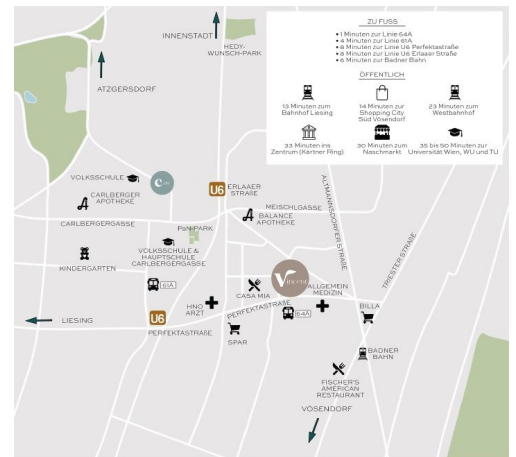 INNENSTADT
HEDY-
WUNSCH-PARK
ATZGERSDORF
ZU FUSS
• 1 Minuten zur Linie 64A
• 4 Minuten zur Linie 61A
• 8 Minuten zur Linie U6 Perfektastraße
• 8 Minuten zur Linie U6 Erlaaer Straße
• 6 Minuten zur Badner Bahn
ÖFFENTLICH
13 Minuten zum
Bahnhof Liesing
14 Minuten zur
Shopping City
Süd Vösendorf
23 Minuten zum
Westbahnhof
33 Minuten ins
Zentrum (Kärtner Ring)
30 Minuten zum
Naschmarkt
35 bis 50 Minuten zur
Universität Wien, WU und TU
VOLKSSCHULE
CARLBERGER
APOTHEKE
U6
ERLAAER
STRAßE
MEISCHLGASSE
BALANCE
APOTHEKE
ALTMANNSDORFER STRAßE
TRIESTER STRAßE
CARLBERGERGASSE
PaN-PARK
VOLKSSCHULE &
HAUPTSCHULE
CARLBERGERGASSE
KINDERGARTEN
61A
Vincent
CASA MIA
ALLGEMEIN
MEDIZIN
HNO
ARZT
PERFEKTASTRAßE
64A
BILLA
LIESING
U6
PERFEKTASTRAßE
SPAR
BADNER
BAHN
FISCHER'S
AMERICAN
RESTAURANT
VÖSENDORF